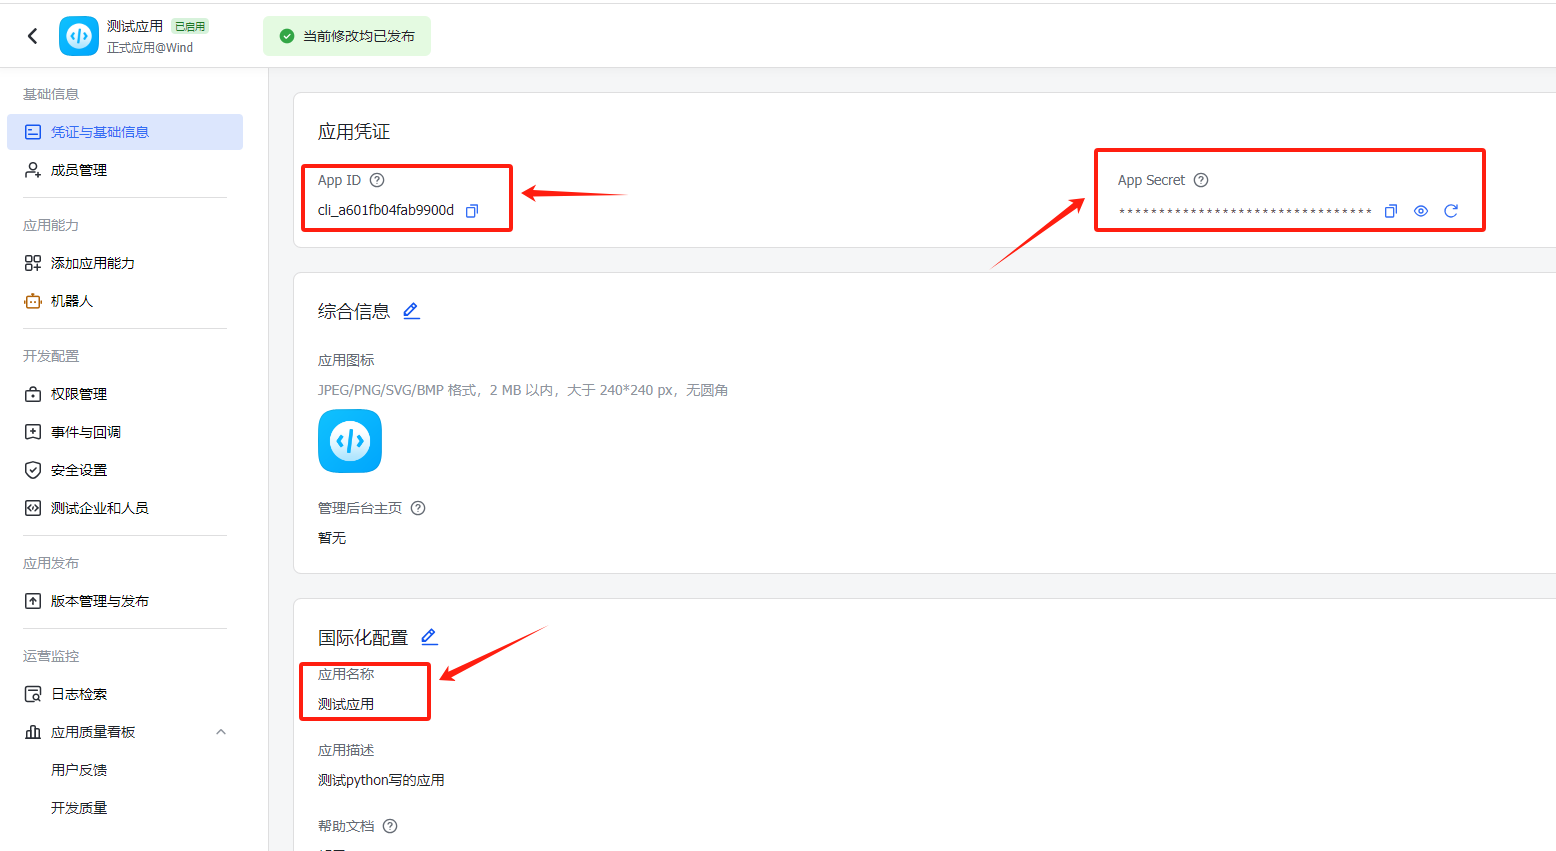 测试应用 已启用
正式应用@Wind
当前修改均已发布
基础信息
凭证与基础信息
成员管理
应用能力
添加应用能力
机器人
开发配置
权限管理
事件与回调
安全设置
测试企业和人员
应用发布
版本管理与发布
运营监控
日志检索
应用质量看板
用户反馈
开发质量
应用凭证
App ID
cli_a601fb04fab9900d
App Secret
********************************
综合信息
应用图标
JPEG/PNG/SVG/BMP 格式，2 MB 以内，大于 240*240 px，无圆角
管理后台主页
暂无
国际化配置
应用名称
测试应用
应用描述
测试python写的应用
帮助文档